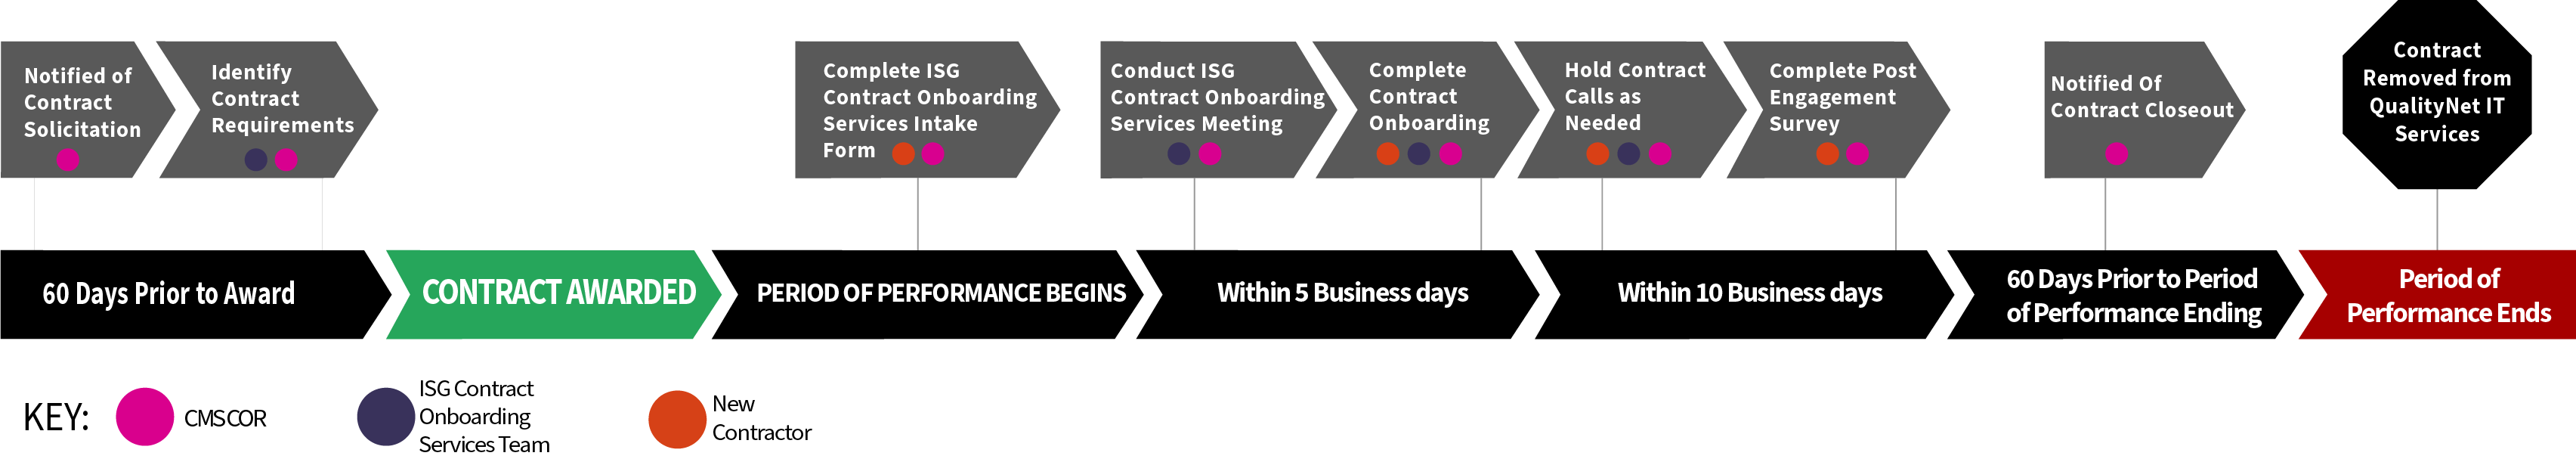 Notified of
Contract
Solicitation
Identify
Contract
Requirements
Complete ISG
Contract Onboarding
Services Intake
Form
Conduct ISG
Contract Onboarding
Services Meeting
Complete
Contract
Onboarding
Hold Contract
Calls as
Needed
Complete Post
Engagement
Survey
Notified Of
Contract Closeout
Contract
Removed from
QualityNet IT
Services
60 Days Prior to Award
CONTRACT AWARDED
PERIOD OF PERFORMANCE BEGINS
Within 5 Business days
Within 10 Business days
60 Days Prior to Period
of Performance Ending
Period of
Performance Ends
KEY:
CMS COR
ISG Contract
Onboarding
Services Team
New
Contractor